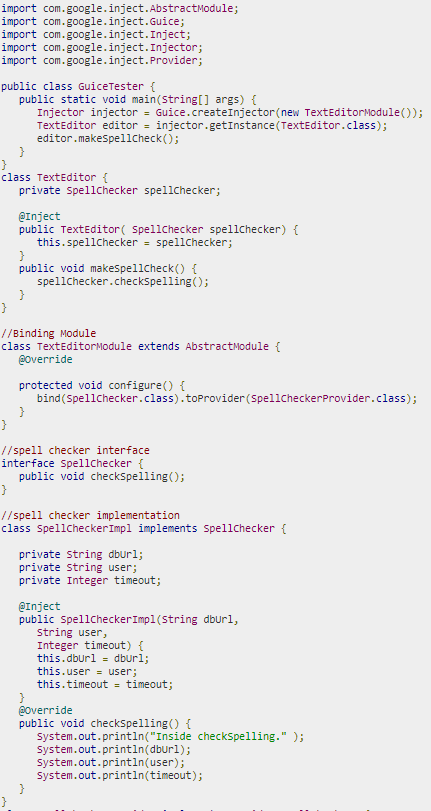 import com.google.inject.AbstractModule;
import com.google.inject.Guice;
import com.google.inject.Inject;
import com.google.inject.Injector;
import com.google.inject.Provider;

public class GuiceTester {
   public static void main(String[] args) {
      Injector injector = Guice.createInjector(new TextEditorModule());
      TextEditor editor = injector.getInstance(TextEditor.class);
      editor.makeSpellCheck();
   }
}
class TextEditor {
   private SpellChecker spellChecker;

   @Inject
   public TextEditor( SpellChecker spellChecker) {
      this.spellChecker = spellChecker;
   }
   public void makeSpellCheck() {
      spellChecker.checkSpelling();
   }
}

//Binding Module
class TextEditorModule extends AbstractModule {
   @Override

   protected void configure() {
      bind(SpellChecker.class).toProvider(SpellCheckerProvider.class);
   }
}

//spell checker interface
interface SpellChecker {
   public void checkSpelling();
}

//spell checker implementation
class SpellCheckerImpl implements SpellChecker {

   private String dbUrl;
   private String user;
   private Integer timeout;

   @Inject
   public SpellCheckerImpl(String dbUrl,
      String user,
      Integer timeout) {
      this.dbUrl = dbUrl;
      this.user = user;
      this.timeout = timeout;
   }
   @Override
   public void checkSpelling() {
      System.out.println("Inside checkSpelling." );
      System.out.println(dbUrl);
      System.out.println(user);
      System.out.println(timeout);
   }
}